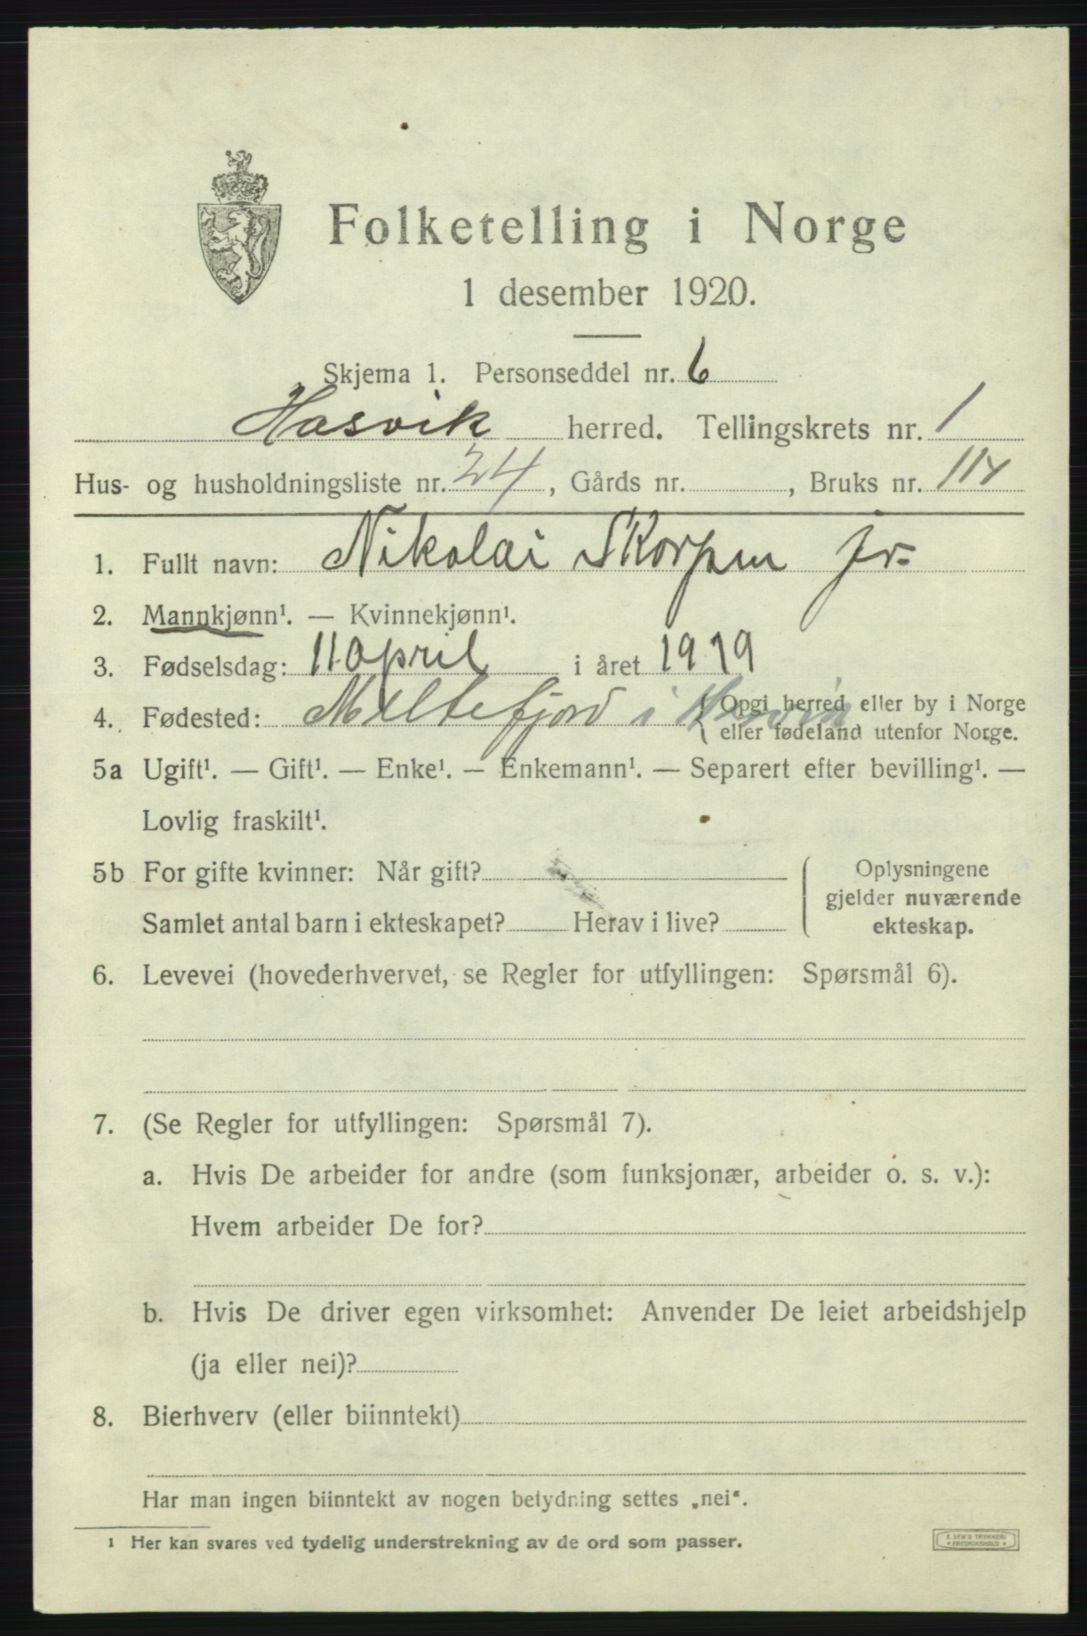 Folketelling i Norge
1 desember 1920.
Skjema 1. Personseddel nr. 6
Hasvik herred. Tellingskrets nr. 1
Hus- og husholdningsliste nr. 24, Gårds nr. , Bruks nr.
1. Fullt navn: Nikolai Skorpen jr.
2. Mannkjønn¹. — Kvinnekjønn¹.
3. Fødselsdag: 11 April i året 1919
4. Fødested: Meltefjord i Hasvik { Opgi herred eller by i Norge
eller fødeland utenfor Norge.
5a Ugift¹. — Gift¹. — Enke¹. — Enkemann¹. — Separert efter bevilling¹. —
Lovlig fraskilt¹.
5b For gifte kvinner: Når gift?
Samlet antal barn i ekteskapet? Herav i live?
Oplysningene
gjelder nuværende
ekteskap.
6. Levevei (hovederhvervet, se Regler for utfyllingen: Spørsmål 6).
7. (Se Regler for utfyllingen: Spørsmål 7).
a. Hvis De arbeider for andre (som funksjonær, arbeider o. s. v.):
Hvem arbeider De for?
b. Hvis De driver egen virksomhet: Anvender De leiet arbeidshjelp
(ja eller nei)?
8. Bierhverv (eller biinntekt)
Har man ingen biinntekt av nogen betydning settes „nei“.
¹ Her kan svares ved tydelig understrekning av de ord som passer.
E. SEM'S TRYKKERI
FREDRIKSHALD